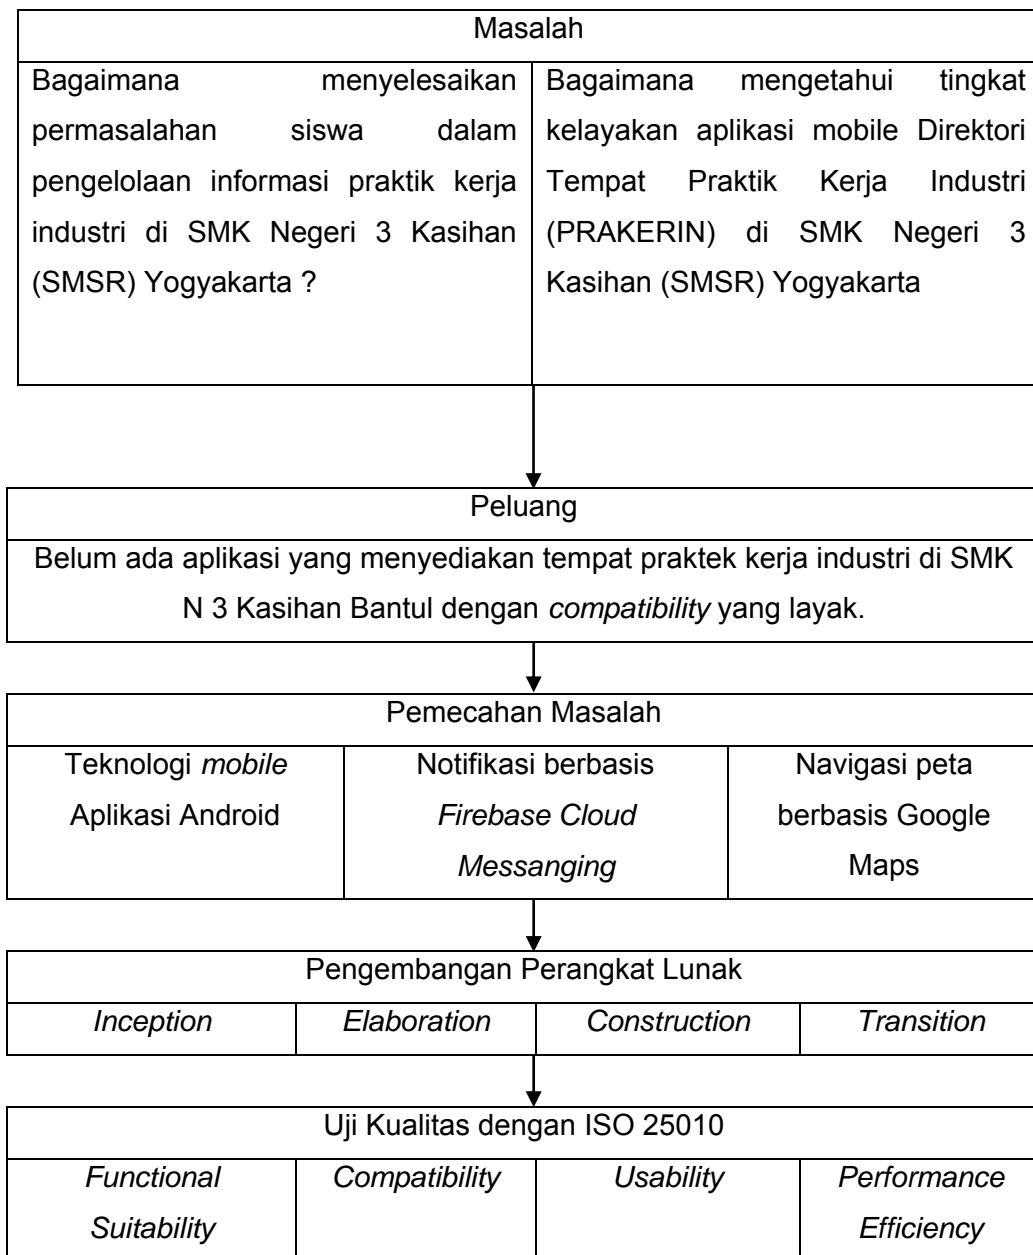 Masalah
Bagaimana menyelesaikan
permasalahan siswa dalam
pengelolaan informasi praktik kerja
industri di SMK Negeri 3 Kasihan
(SMSR) Yogyakarta ?
Bagaimana mengetahui tingkat
kelayakan aplikasi mobile Direktori
Tempat Praktik Kerja Industri
(PRAKERIN) di SMK Negeri 3
Kasihan (SMSR) Yogyakarta
Peluang
Belum ada aplikasi yang menyediakan tempat praktek kerja industri di SMK
N 3 Kasihan Bantul dengan compatibility yang layak.
Pemecahan Masalah
Teknologi mobile
Aplikasi Android
Notifikasi berbasis
Firebase Cloud
Messanging
Navigasi peta
berbasis Google
Maps
Pengembangan Perangkat Lunak
Inception
Elaboration
Construction
Transition
Uji Kualitas dengan ISO 25010
Functional
Suitability
Compatibility
Usability
Performance
Efficiency